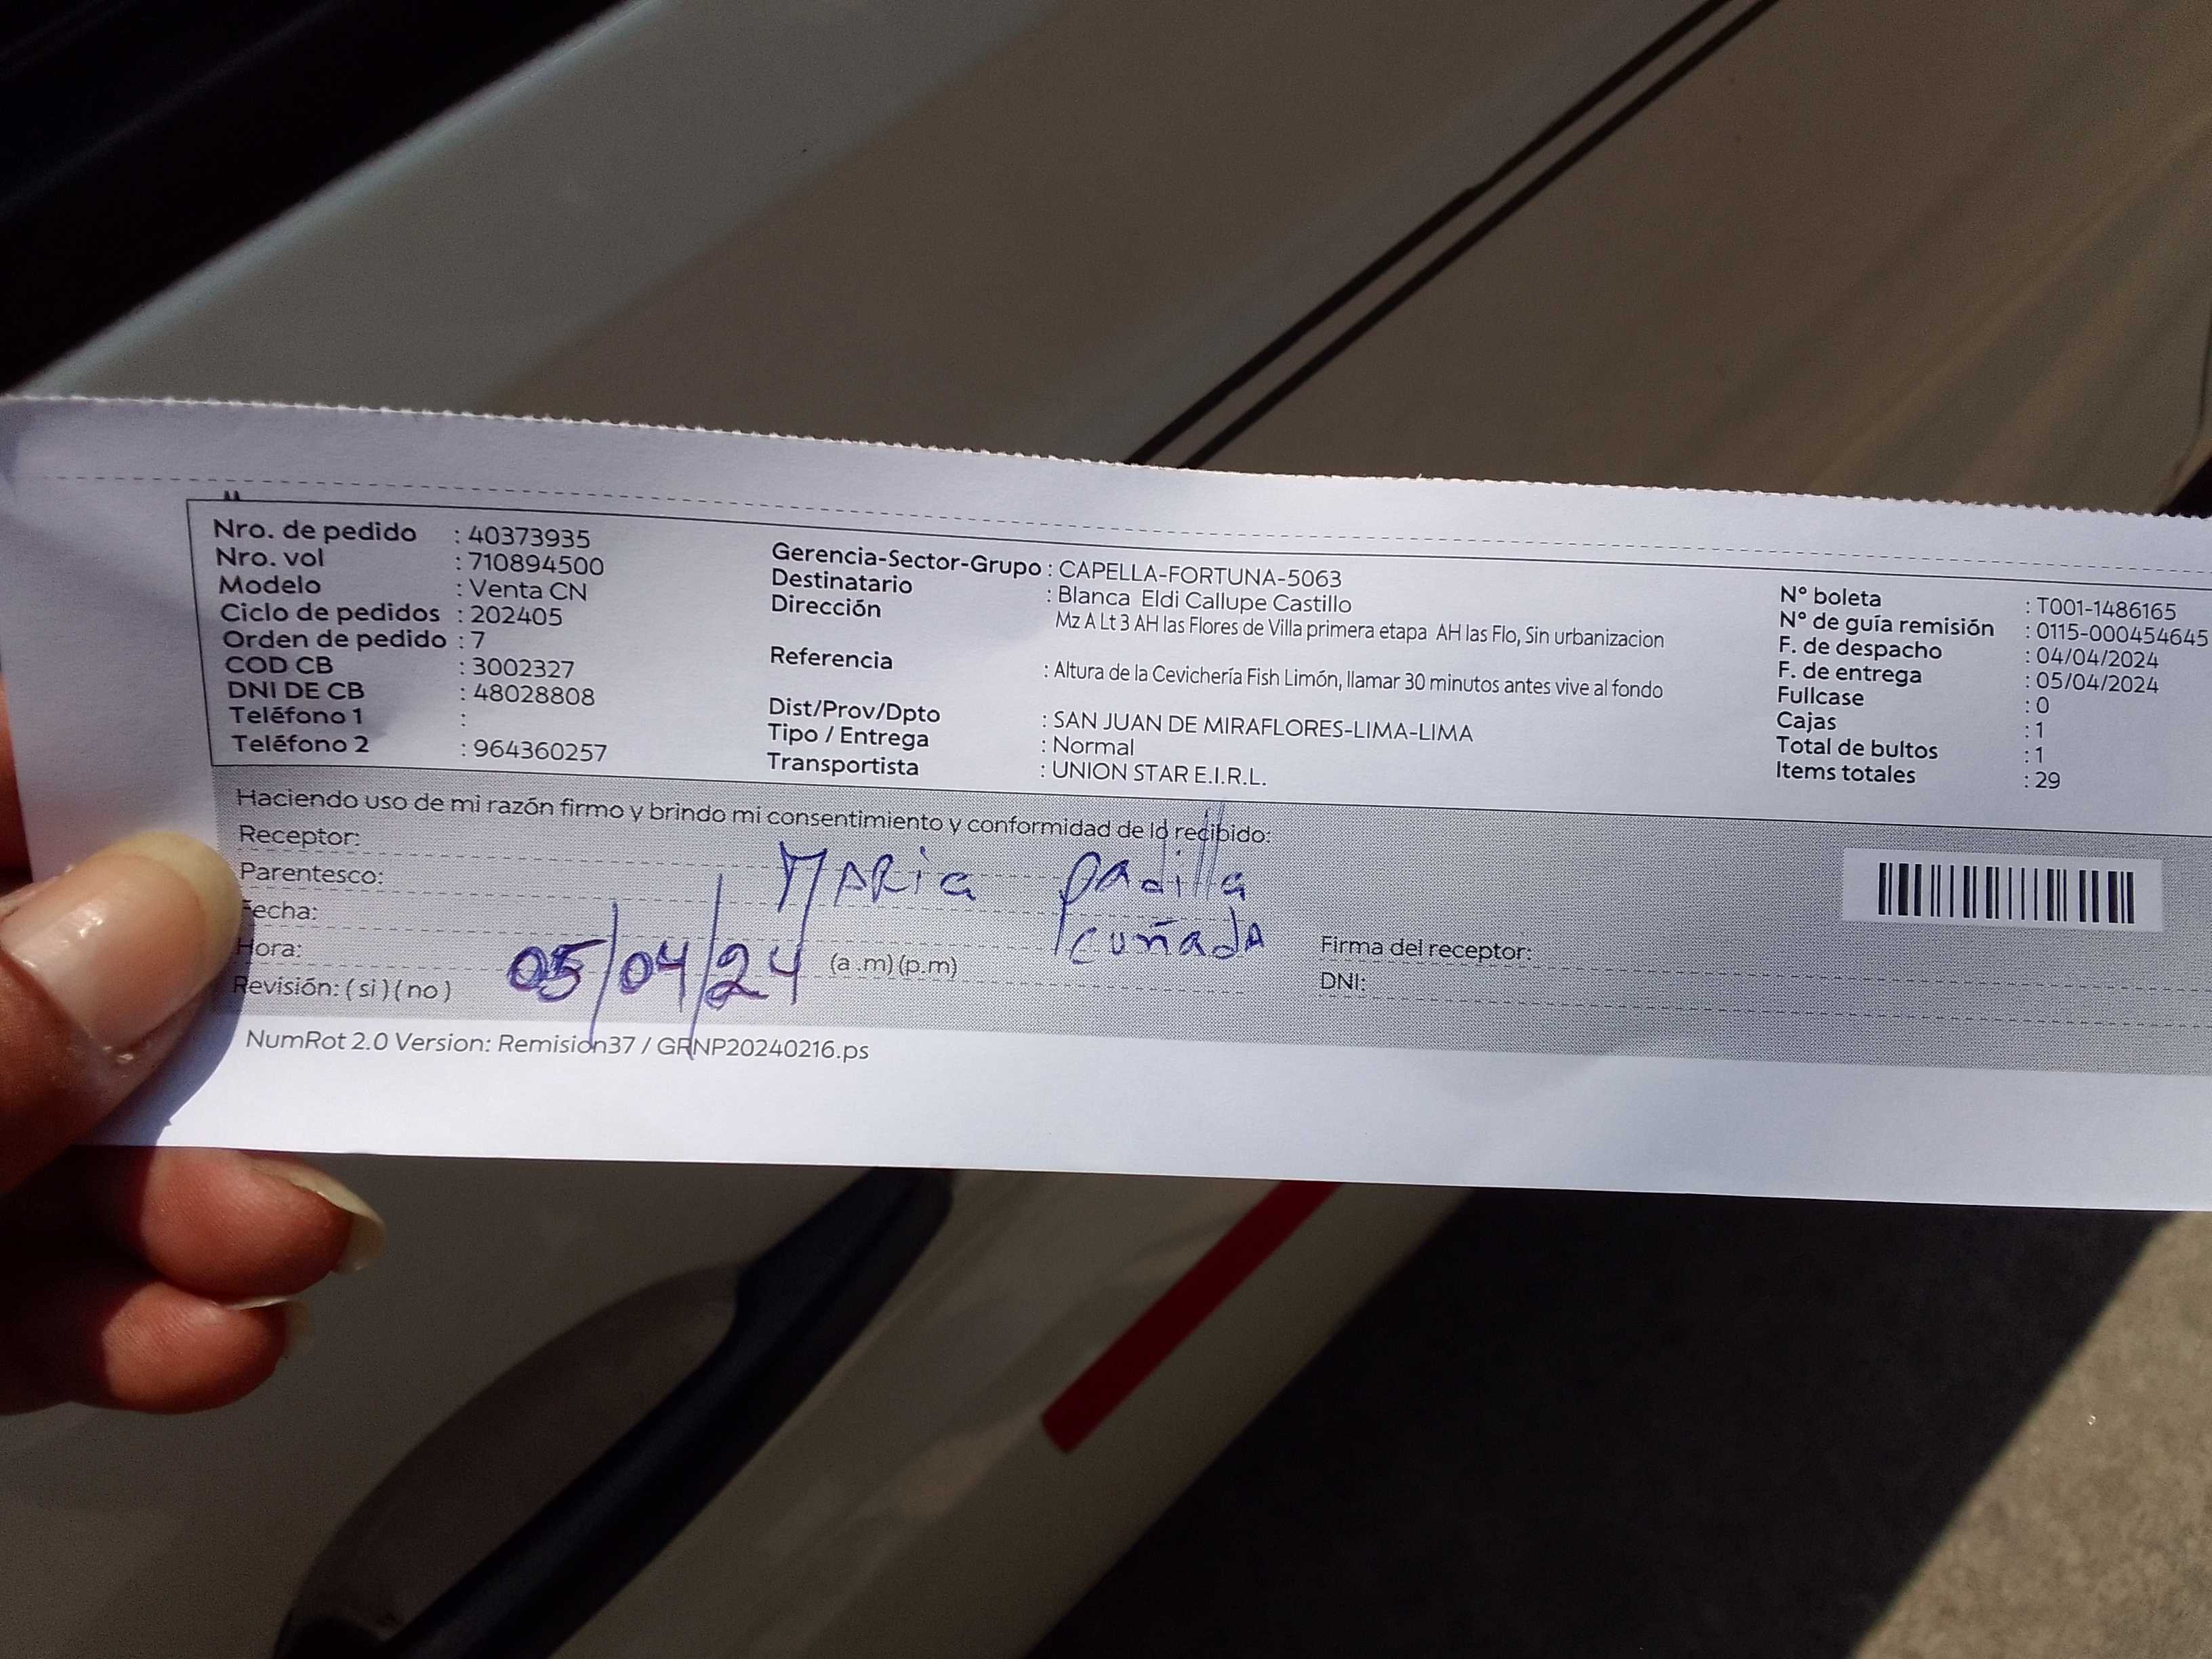 Nro. de pedido : 40373935
Nro. vol : 710894500
Modelo : Venta CN
Ciclo de pedidos : 202405
Orden de pedido : 7
COD CB : 3002327
DNI DE CB : 48028808
Teléfono 1 :
Teléfono 2 : 964360257
Gerencia-Sector-Grupo : CAPELLA-FORTUNA-5063
Destinatario : Blanca Eldi Callupe Castillo
Dirección Mz A Lt 3 AH las Flores de Villa primera etapa AH las Flo, Sin urbanizacion
Referencia : Altura de la Cevichería Fish Limón, llamar 30 minutos antes vive al fondo
Dist/Prov/Dpto : SAN JUAN DE MIRAFLORES-LIMA-LIMA
Tipo / Entrega : Normal
Transportista : UNION STAR E.I.R.L.
N° boleta : T001-1486165
N° de guía remisión : 0115-000454645
F. de despacho : 04/04/2024
F. de entrega : 05/04/2024
Fullcase : 0
Cajas : 1
Total de bultos : 1
Items totales : 29
Haciendo uso de mi razón firmo y brindo mi consentimiento y conformidad de lo recibido:
Receptor: MARia Padilla
Parentesco: cuñadA
Fecha: 05/04/24
Hora: (a .m) (p.m)
Revisión: ( si ) ( no )
Firma del receptor:
DNI:
NumRot 2.0 Version: Remision37 / GRNP20240216.ps